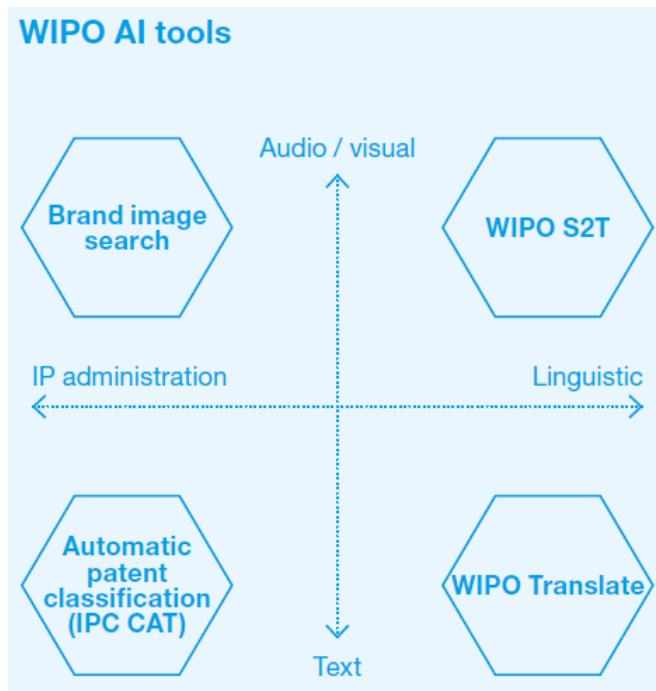 WIPO AI tools
Audio / visual
Brand image
search
WIPO S2T
IP administration
Linguistic
Automatic
patent
classification
(IPC CAT)
WIPO Translate
Text